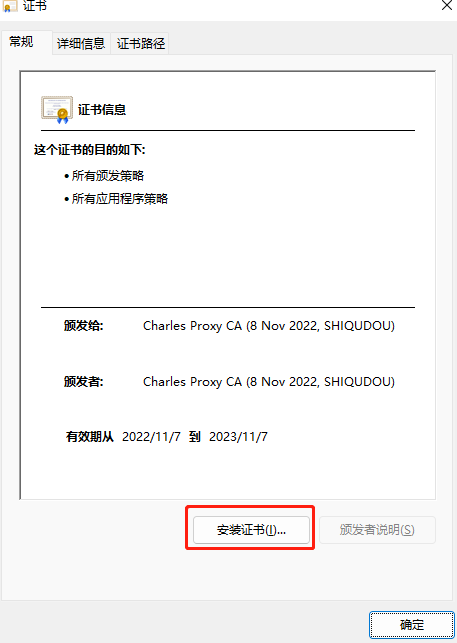 证书
常规 详细信息 证书路径
证书信息
这个证书的目的如下:
• 所有颁发策略
• 所有应用程序策略
颁发给: Charles Proxy CA (8 Nov 2022, SHIQUDOU)
颁发者: Charles Proxy CA (8 Nov 2022, SHIQUDOU)
有效期从 2022/11/7 到 2023/11/7
安装证书(I)... 颁发者说明(S)
确定